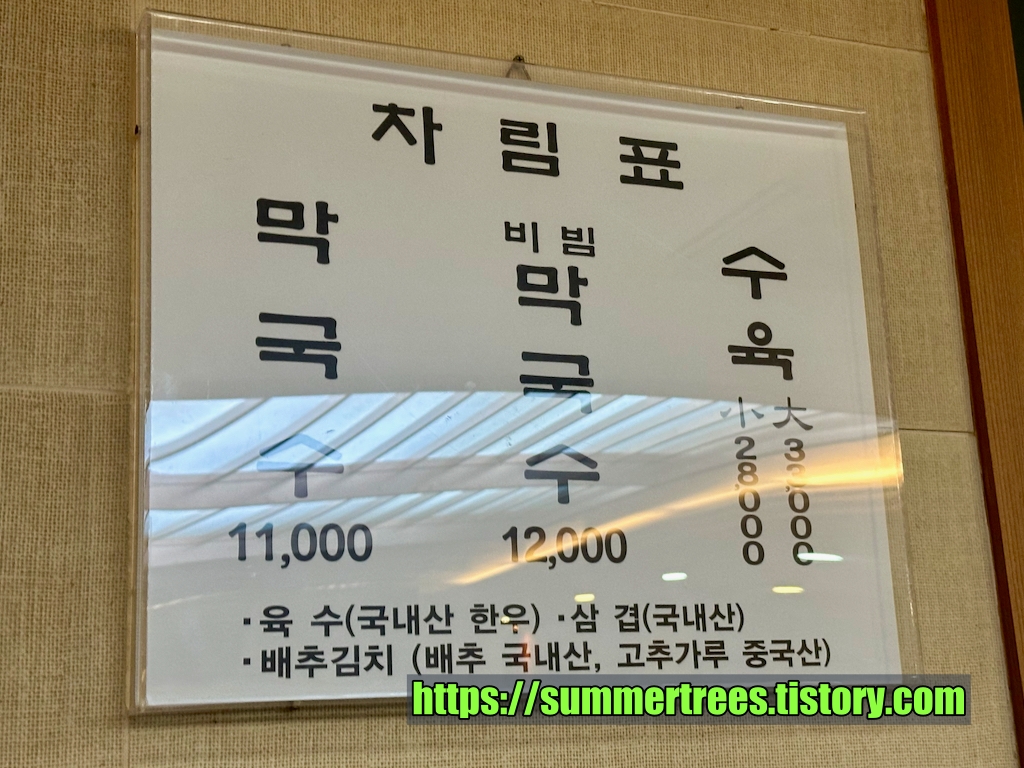 차 림 표
막국수
11,000
비빔
막국수
12,000
수육
小 28,000
大 33,000
·육 수(국내산 한우) ·삼 겹(국내산)
·배추김치 (배추 국내산, 고추가루 중국산)
https://summertrees.tistory.com